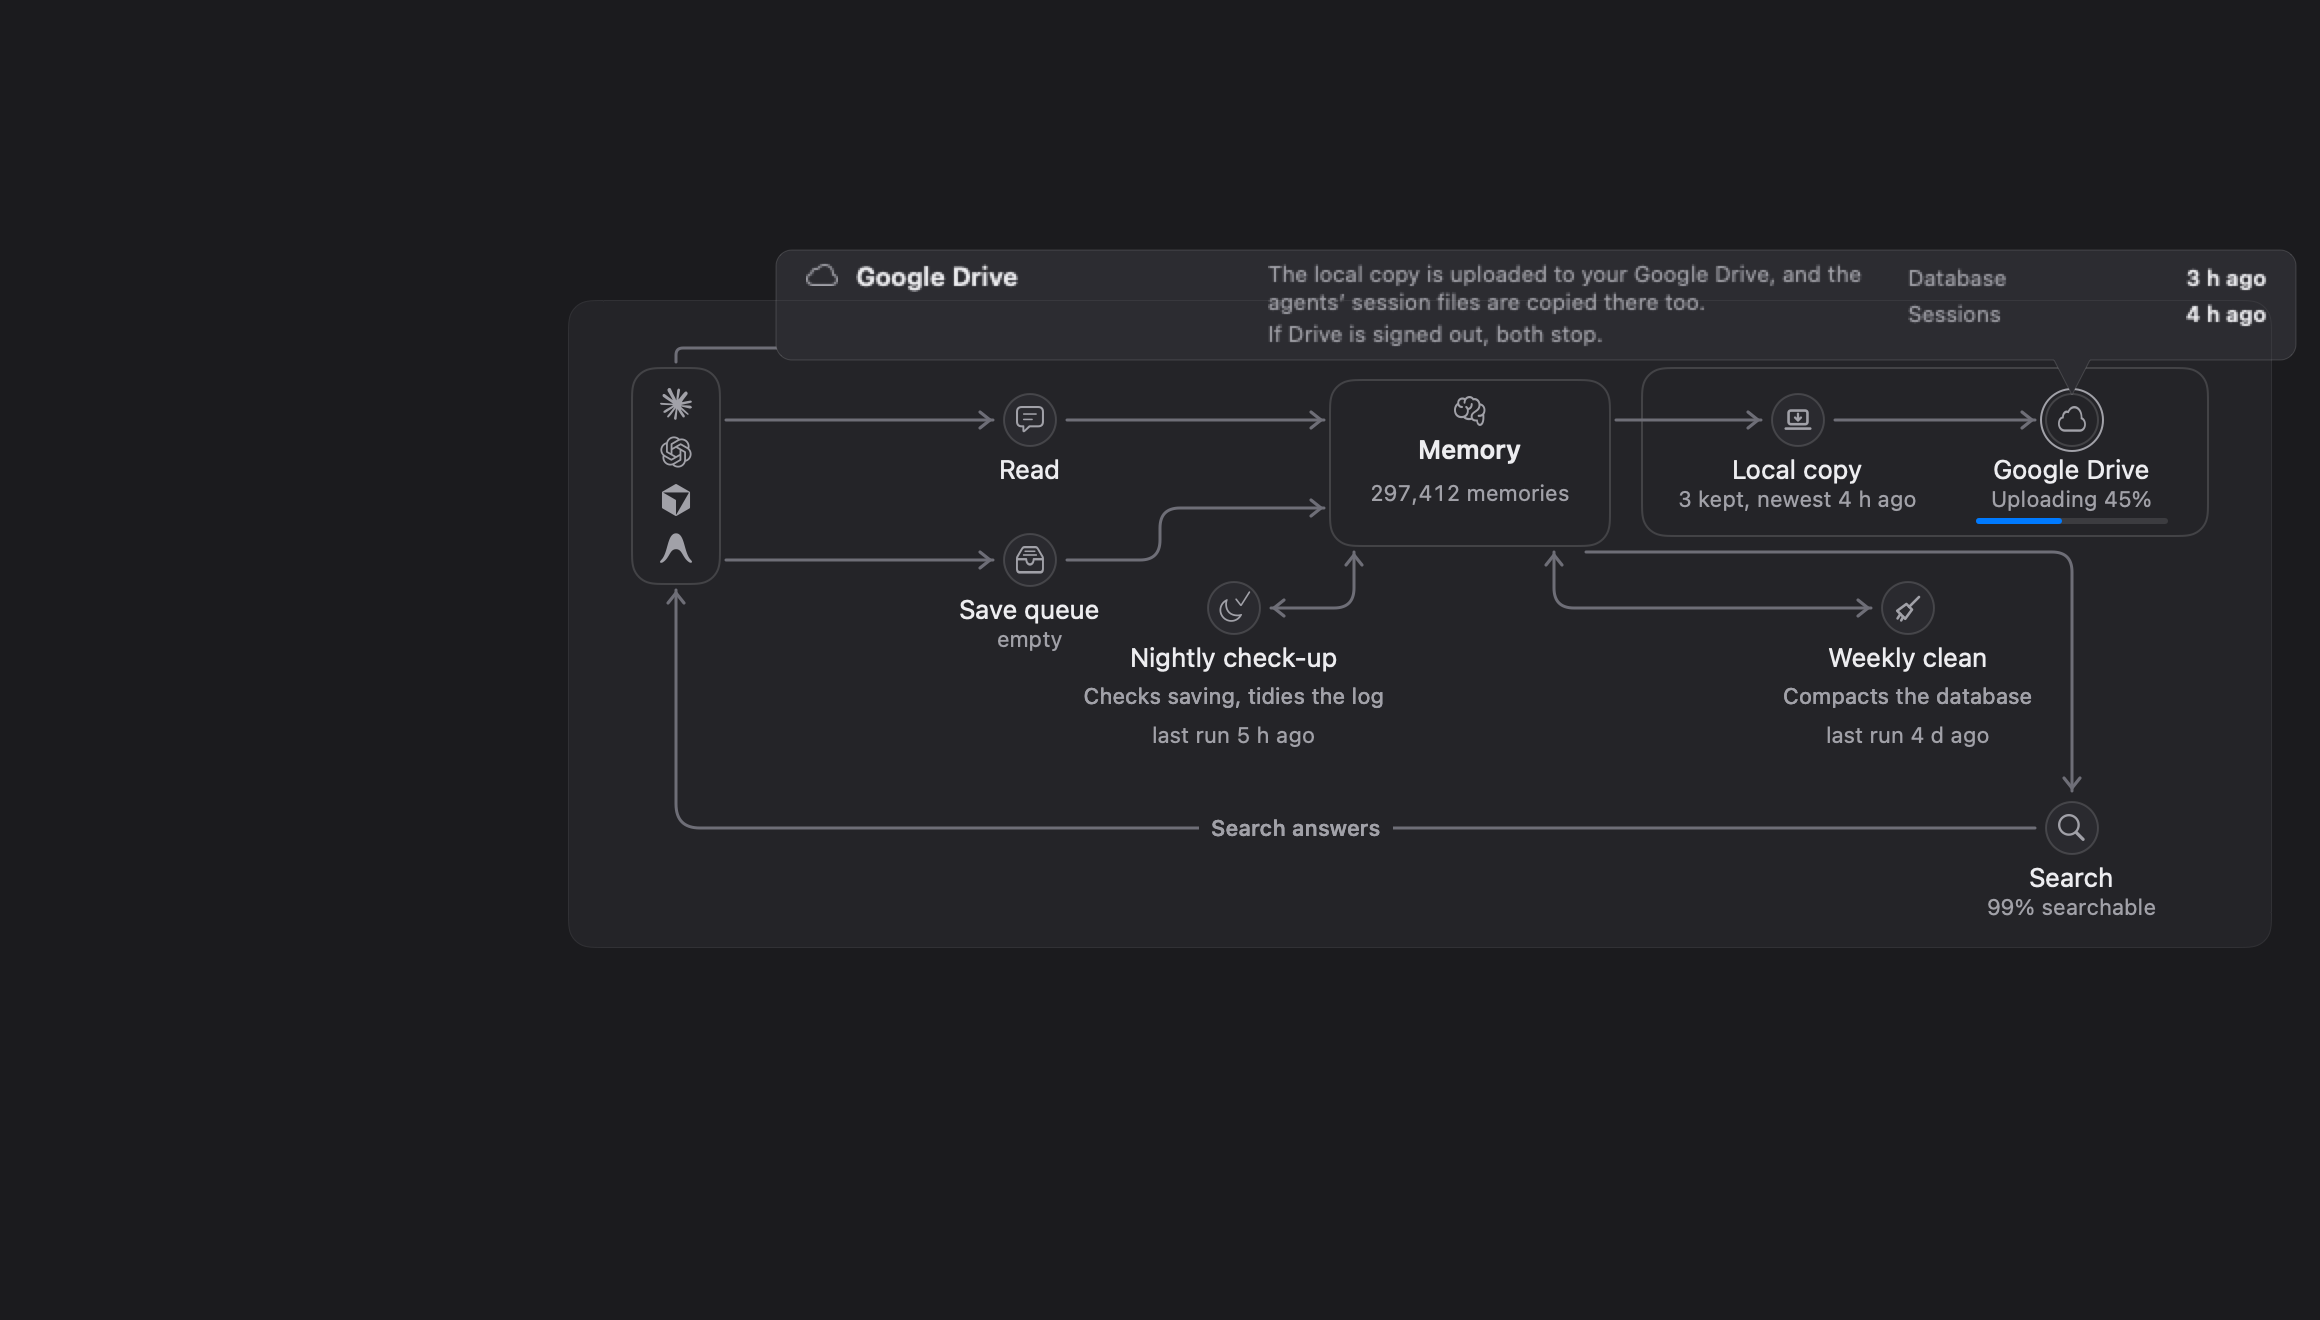 Google Drive
The local copy is uploaded to your Google Drive, and the
agents’ session files are copied there too.
If Drive is signed out, both stop.
Database 3 h ago
Sessions 4 h ago
Read
Memory
297,412 memories
Local copy
3 kept, newest 4 h ago
Google Drive
Uploading 45%
Save queue
empty
Nightly check-up
Checks saving, tidies the log
last run 5 h ago
Weekly clean
Compacts the database
last run 4 d ago
Search answers
Search
99% searchable